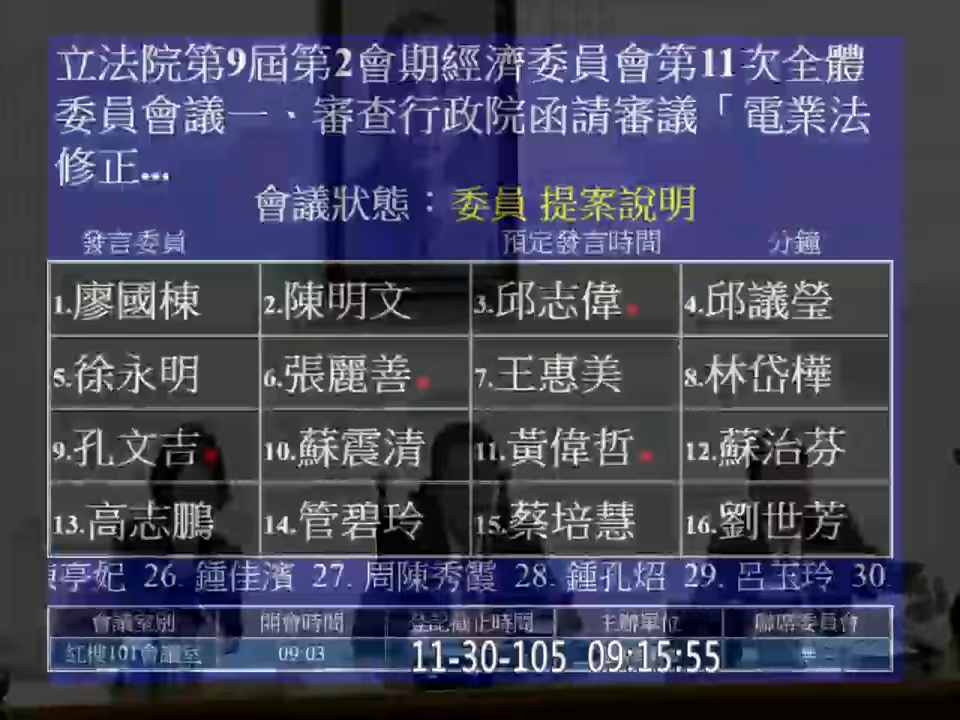 立法院第9屆第2會期經濟委員會第11次全體
委員會議一、審查行政院函請審議「電業法
修正...
會議狀態：委員 提案說明
發言委員 預定發言時間 分鐘
1.廖國棟 2.陳明文 3.邱志偉 4.邱議瑩
5.徐永明 6.張麗善 7.王惠美 8.林岱樺
9.孔文吉 10.蘇震清 11.黃偉哲 12.蘇治芬
13.高志鵬 14.管碧玲 15.蔡培慧 16.劉世芳
亭妃 26. 鍾佳濱 27. 周陳秀霞 28. 鍾孔炤 29. 呂玉玲 30
會議室別 開會時間 登記截止時間 主辦單位 聯席委員會
紅樓101會議室 09:03 11-30-105 09:15:55